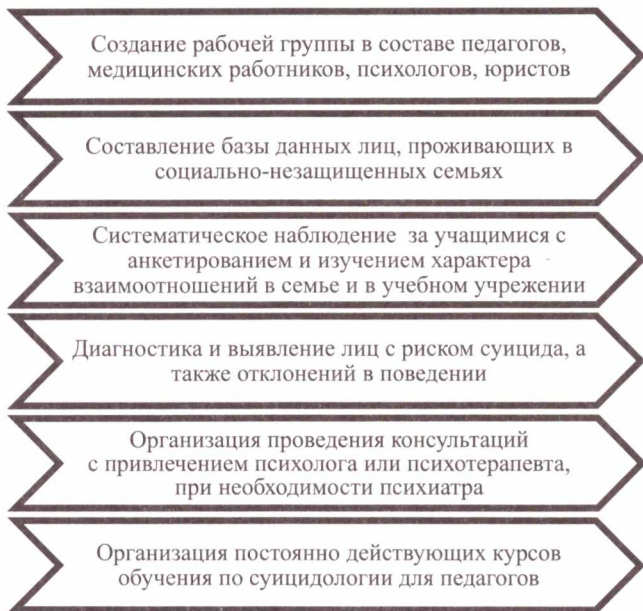 Создание рабочей группы в составе педагогов,
медицинских работников, психологов, юристов
Составление базы данных лиц, проживающих в
социально-незащищенных семьях
Систематическое наблюдение за учащимися с
анкетированием и изучением характера
взаимоотношений в семье и в учебном учрежении
Диагностика и выявление лиц с риском суицида, а
также отклонений в поведении
Организация проведения консультаций
с привлечением психолога или психотерапевта,
при необходимости психиатра
Организация постоянно действующих курсов
обучения по суицидологии для педагогов